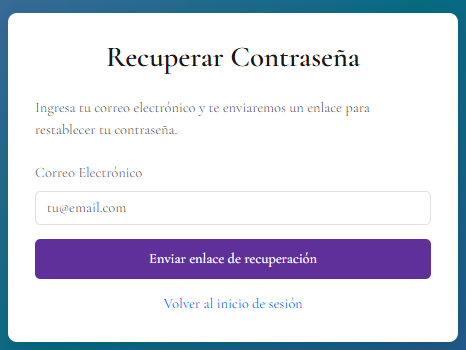 Recuperar Contraseña
Ingresa tu correo electrónico y te enviaremos un enlace para
restablecer tu contraseña.
Correo Electrónico
tu@email.com
Enviar enlace de recuperación
Volver al inicio de sesión